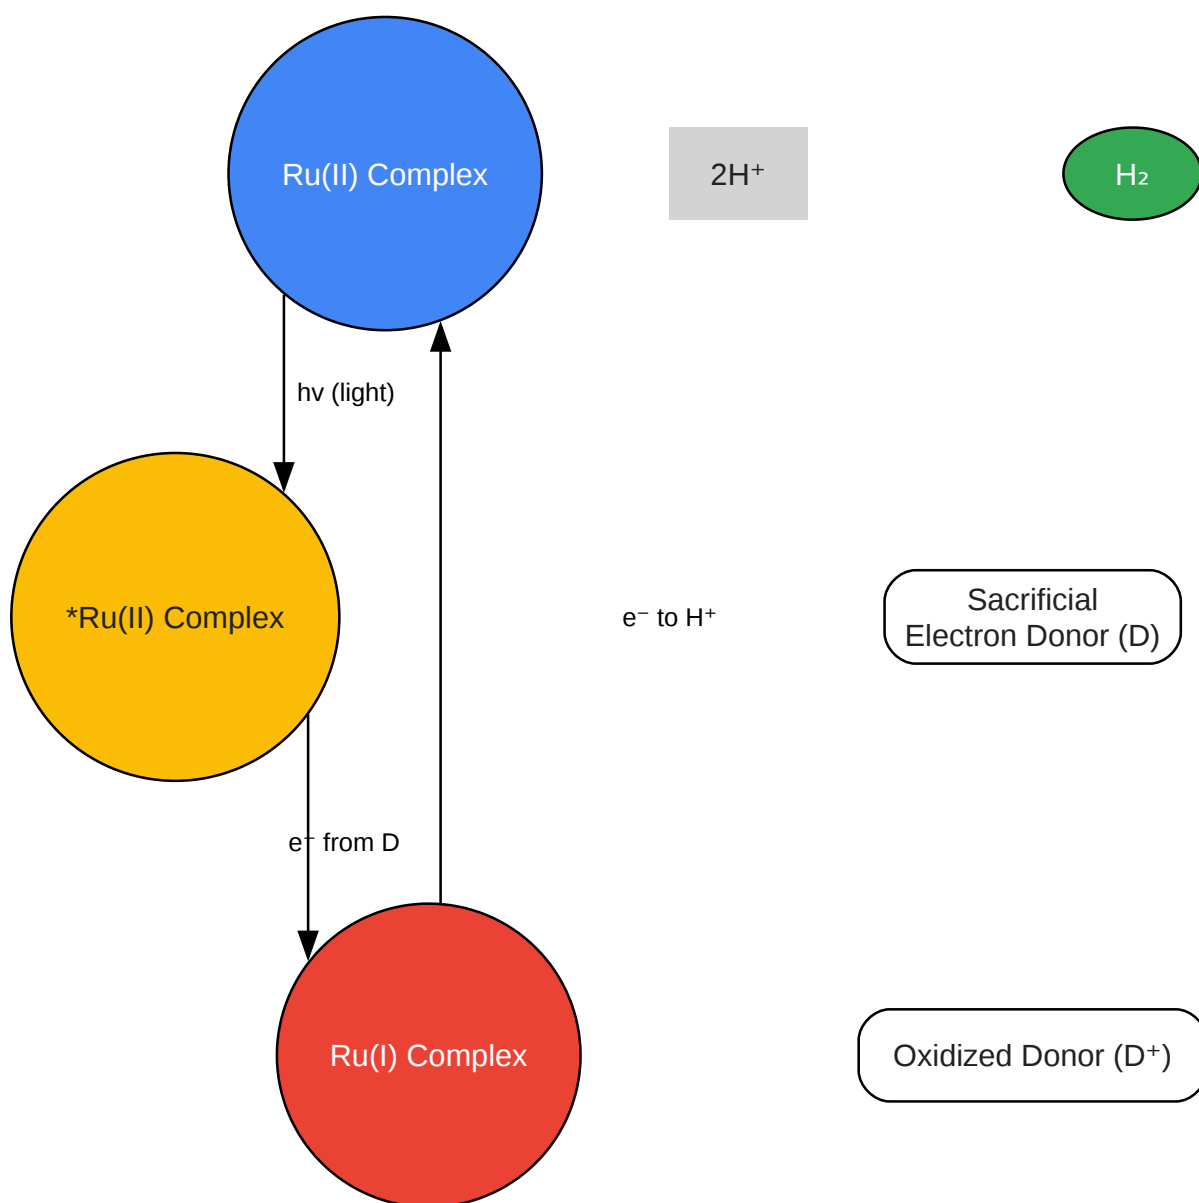 Ru(II) Complex
2H⁺
H₂
hv (light)
*Ru(II) Complex
e⁻ to H⁺
Sacrificial
Electron Donor (D)
e⁻ from D
Ru(I) Complex
Oxidized Donor (D⁺)